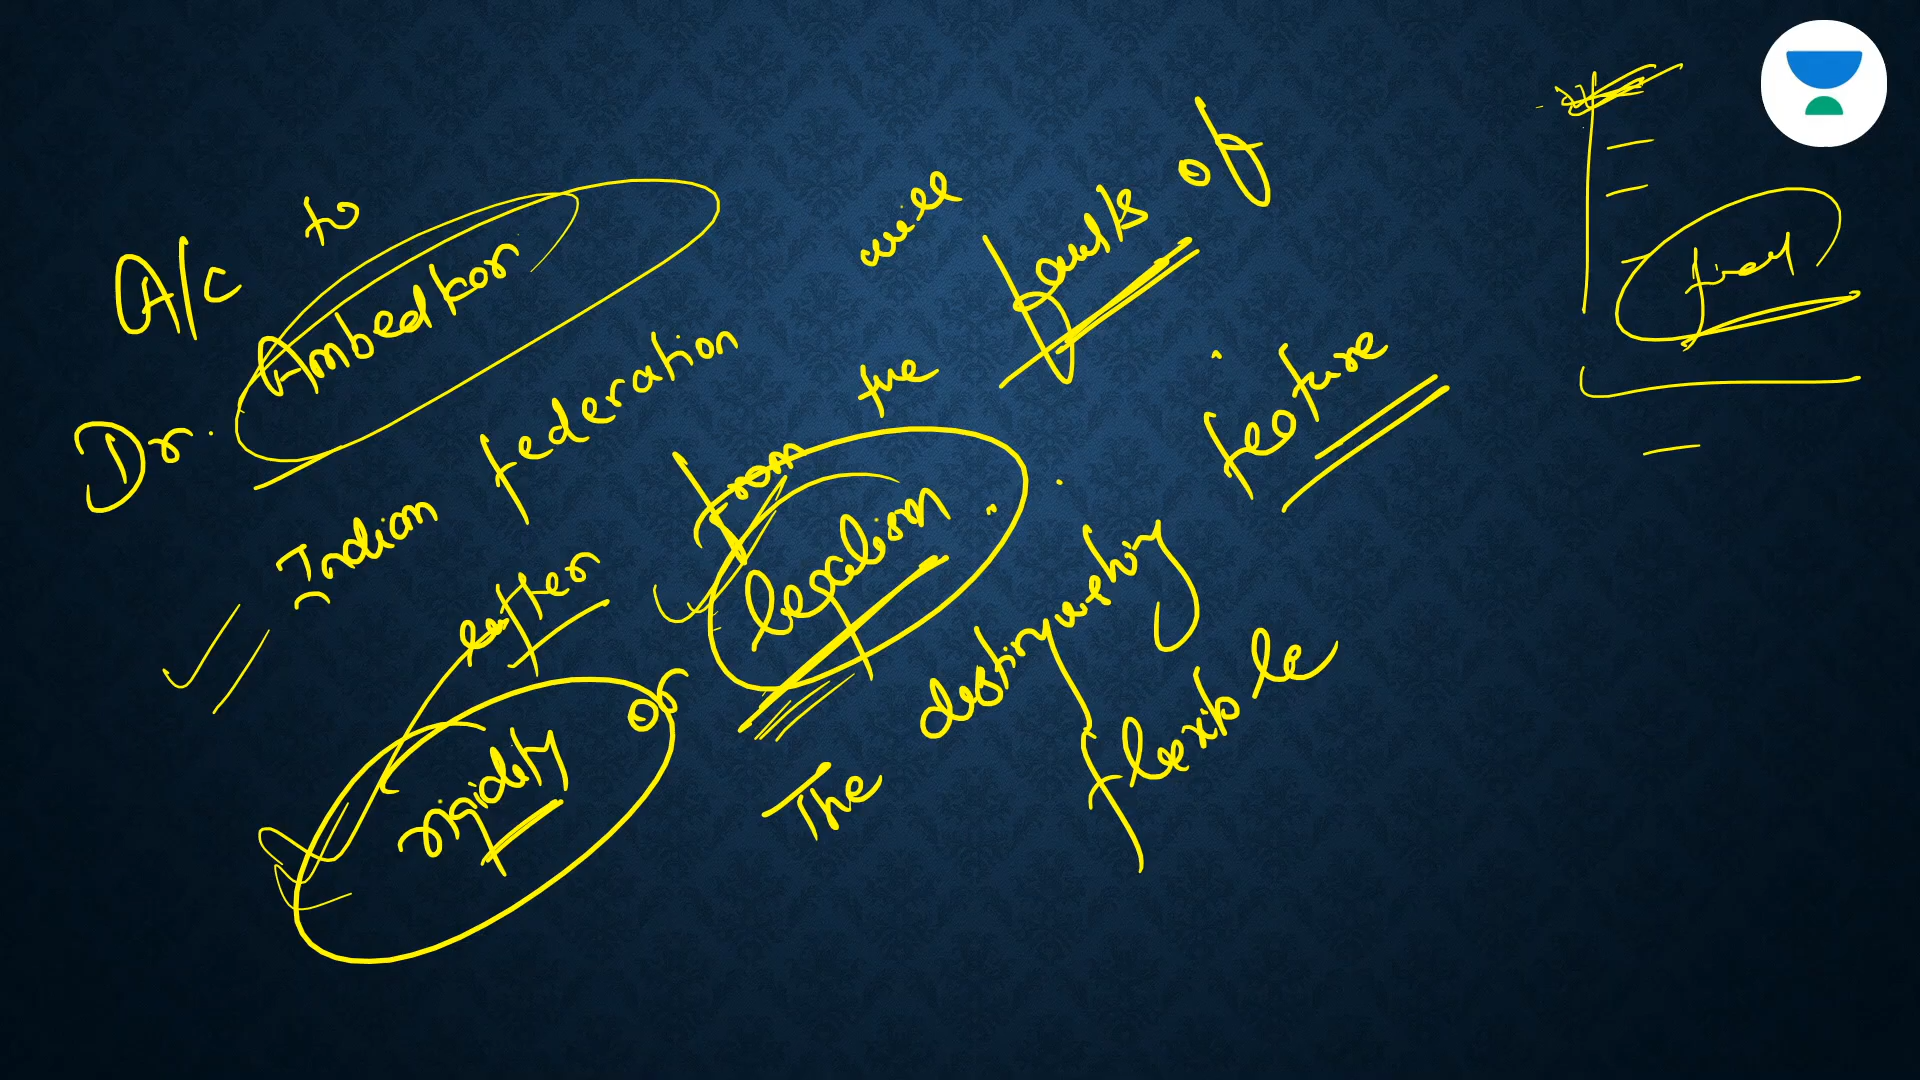 A/c to
Dr. Ambedkar
Indian federation will
suffer from the faults of
rigidity or legalism.
The distinguishing feature
flexible
final